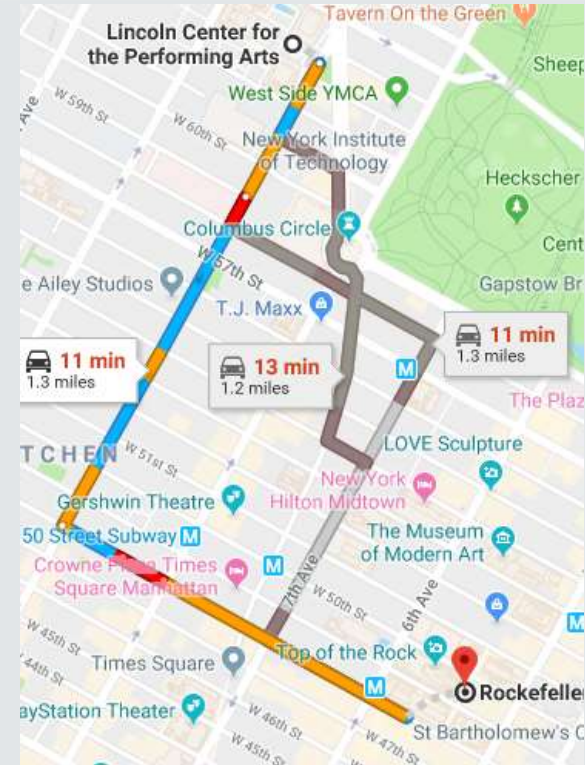 Tavern On the Green
Lincoln Center for
the Performing Arts
Sheep
West Side YMCA
Ave
W 59th St
W 60th St
New York Institute
of Technology
Heckscher
Columbus Circle
Cent
W 57th St
e Ailey Studios
Gapstow Br
T.J. Maxx
11 min
1.3 miles
13 min
1.2 miles
11 min
1.3 miles
M
The Plaz
TCHEN
W 51st St
LOVE Sculpture
New York
Hilton Midtown
Gershwin Theatre
50 Street Subway M
The Museum
of Modern Art
Crowne Times
Square Manhattan
M
7th Ave
W 50th St
6th Ave
M
W 45th St
44th St
Times Square
Top of the Rock
M
Rockefeller
ayStation Theater
W 46th St
W 45th St
W 47th St
St Bartholomew's C